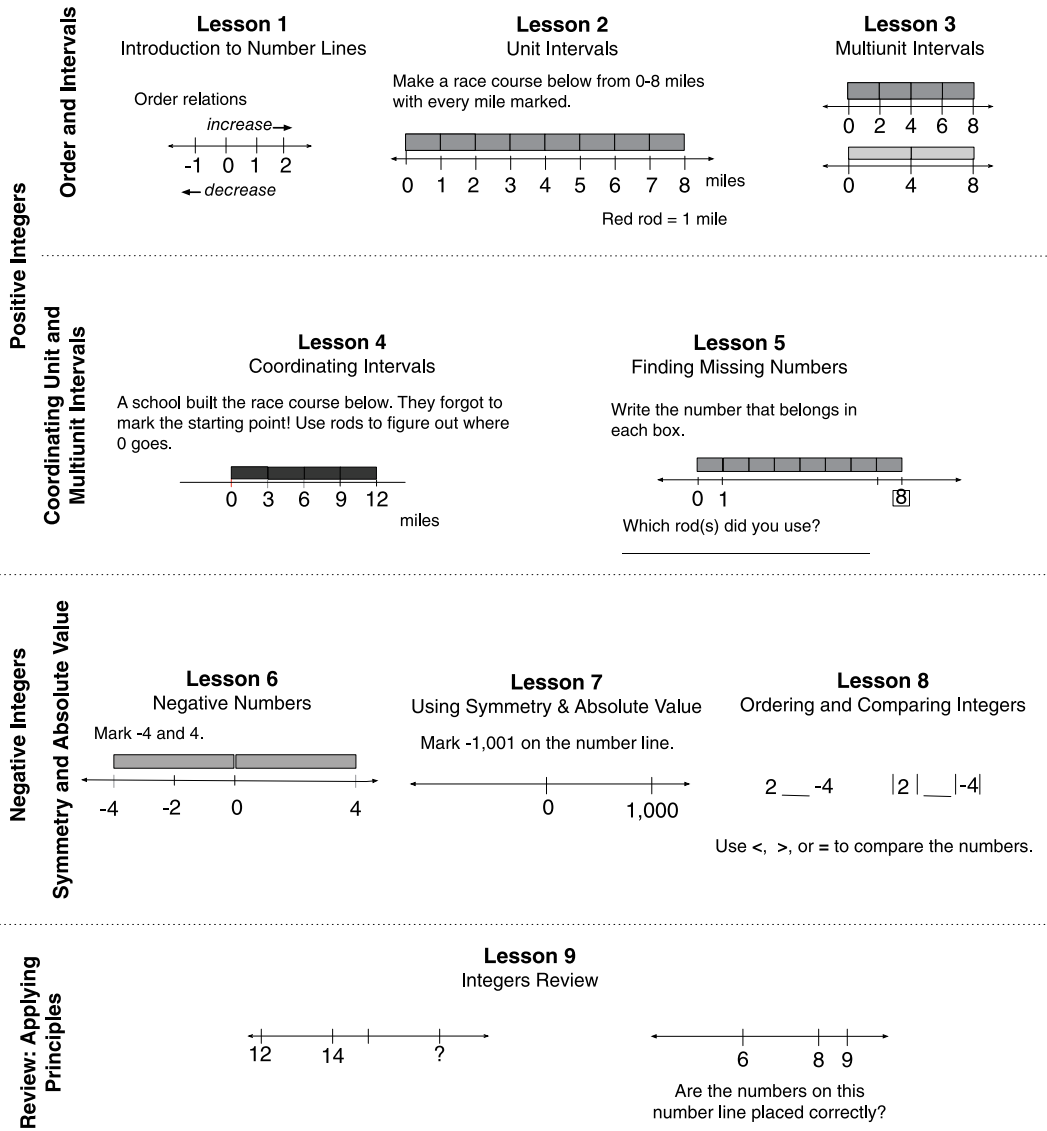 Positive Integers
Order and Intervals
Lesson 1
Introduction to Number Lines
Order relations
increase
-1 0 1 2
decrease
Lesson 2
Unit Intervals
Make a race course below from 0-8 miles
with every mile marked.
0 1 2 3 4 5 6 7 8 miles
Red rod = 1 mile
Lesson 3
Multiunit Intervals
0 2 4 6 8
0 4 8
Coordinating Unit and
Multiunit Intervals
Lesson 4
Coordinating Intervals
A school built the race course below. They forgot to
mark the starting point! Use rods to figure out where
0 goes.
0 3 6 9 12
miles
Lesson 5
Finding Missing Numbers
Write the number that belongs in
each box.
0 1 8
Which rod(s) did you use?
Negative Integers
Symmetry and Absolute Value
Lesson 6
Negative Numbers
Mark -4 and 4.
-4 -2 0 4
Lesson 7
Using Symmetry & Absolute Value
Mark -1,001 on the number line.
0 1,000
Lesson 8
Ordering and Comparing Integers
2 __ -4 |2| __ |-4|
Use <, >, or = to compare the numbers.
Review: Applying
Principles
Lesson 9
Integers Review
12 14 ?
6 8 9
Are the numbers on this
number line placed correctly?